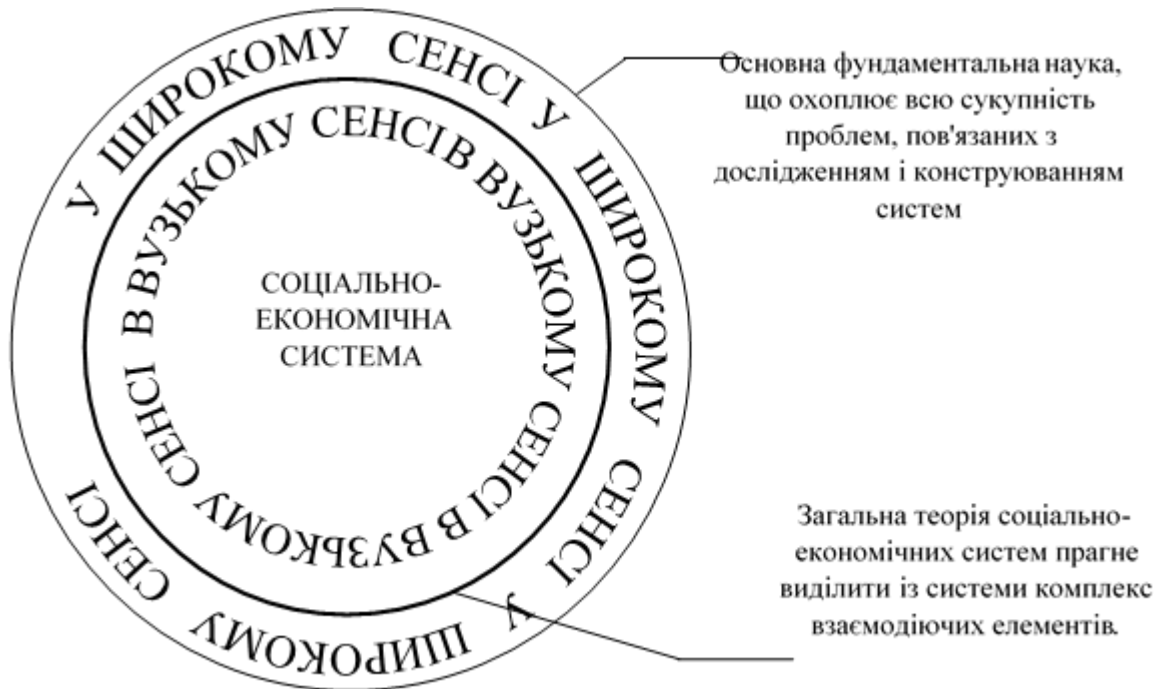 У ШИРОКОМУ СЕНСІ У ШИРОКОМУ СЕНСІ У ШИРОКОМУ СЕНСІ
В ВУЗЬКОМУ СЕНСІ В ВУЗЬКОМУ СЕНСІ В ВУЗЬКОМУ СЕНСІ
СОЦІАЛЬНО-
ЕКОНОМІЧНА
СИСТЕМА
Основна фундаментальна наука,
що охоплює всю сукупність
проблем, пов'язаних з
дослідженням і конструюванням
систем
Загальна теорія соціально-
економічних систем прагне
виділити із системи комплекс
взаємодіючих елементів.